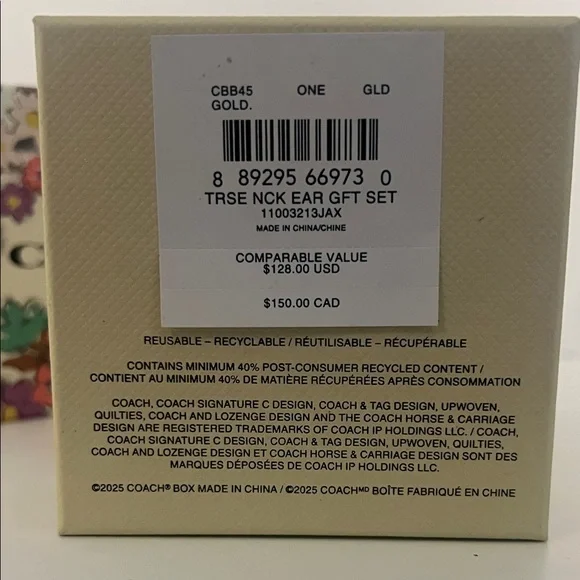 CBB45 ONE GLD
GOLD.
8 89295 66973 0
TRSE NCK EAR GFT SET
11003213JAX
MADE IN CHINA/CHINE
COMPARABLE VALUE
$128.00 USD
$150.00 CAD
REUSABLE – RECYCLABLE / RÉUTILISABLE – RÉCUPÉRABLE
CONTAINS MINIMUM 40% POST-CONSUMER RECYCLED CONTENT /
CONTIENT AU MINIMUM 40% DE MATIÈRE RÉCUPÉRÉES APRÈS CONSOMMATION
COACH, COACH SIGNATURE C DESIGN, COACH & TAG DESIGN, UPWOVEN,
QUILTIES, COACH AND LOZENGE DESIGN AND THE COACH HORSE & CARRIAGE
DESIGN ARE REGISTERED TRADEMARKS OF COACH IP HOLDINGS LLC. / COACH,
COACH SIGNATURE C DESIGN, COACH & TAG DESIGN, UPWOVEN, QUILTIES,
COACH AND LOZENGE DESIGN ET COACH HORSE & CARRIAGE DESIGN SONT DES
MARQUES DÉPOSÉES DE COACH IP HOLDINGS LLC.
©2025 COACH® BOX MADE IN CHINA / ©2025 COACHᴹᴰ BOÎTE FABRIQUÉ EN CHINE
C